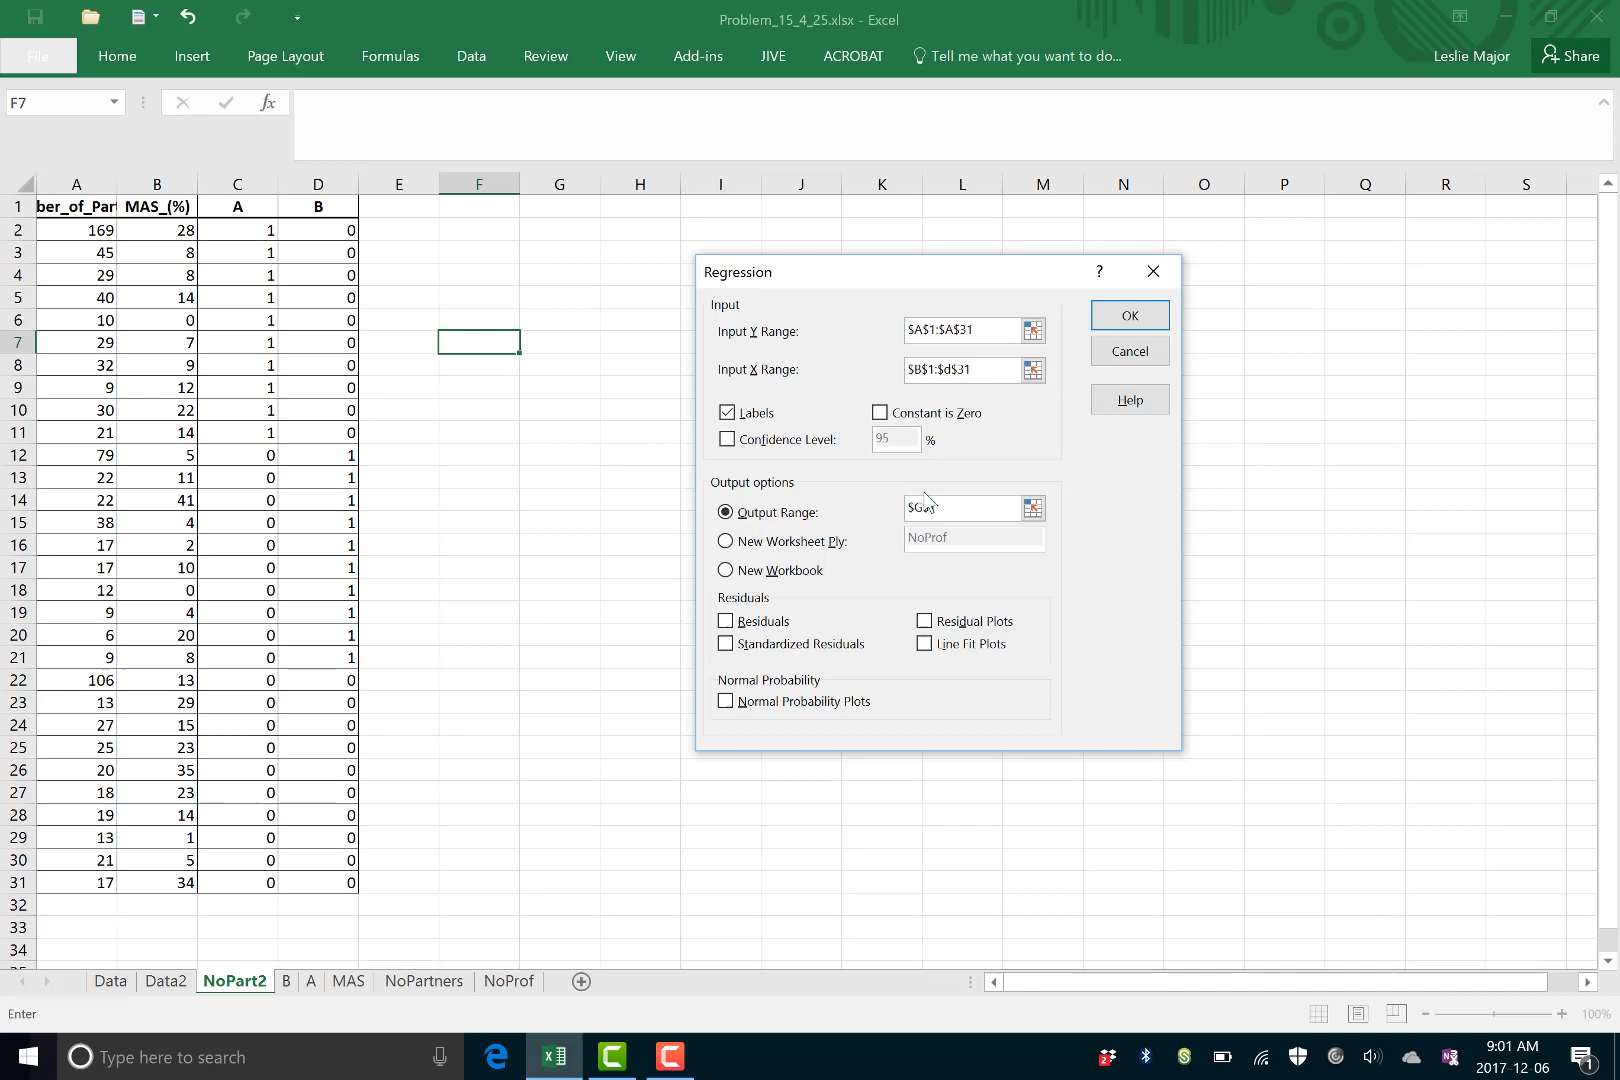 Problem_15_4_25.xlsx - Excel
File Home Insert Page Layout Formulas Data Review View Add-ins JIVE ACROBAT Tell me what you want to do... Leslie Major Share
F7 fx
A B C D E F G H I J K L M N O P Q R S
1 ber_of_Part MAS_(%) A B
2 169 28 1 0
3 45 8 1 0
4 29 8 1 0
5 40 14 1 0
6 10 0 1 0
7 29 7 1 0
8 32 9 1 0
9 9 12 1 0
10 30 22 1 0
11 21 14 1 0
12 79 5 0 1
13 22 11 0 1
14 22 41 0 1
15 38 4 0 1
16 17 2 0 1
17 17 10 0 1
18 12 0 0 1
19 9 4 0 1
20 6 20 0 1
21 9 8 0 1
22 106 13 0 0
23 13 29 0 0
24 27 15 0 0
25 25 23 0 0
26 20 35 0 0
27 18 23 0 0
28 19 14 0 0
29 13 1 0 0
30 21 5 0 0
31 17 34 0 0
32
33
34
Regression ?
Input
Input Y Range: $A$1:$A$31
Input X Range: $B$1:$d$31
Labels Constant is Zero
Confidence Level: 95 %
OK
Cancel
Help
Output options
Output Range:
New Worksheet Ply: NoProf
New Workbook
Residuals
Residuals Residual Plots
Standardized Residuals Line Fit Plots
Normal Probability
Normal Probability Plots
Data Data2 NoPart2 B A MAS NoPartners NoProf
Enter 100%
Type here to search
9:01 AM
2017-12-06